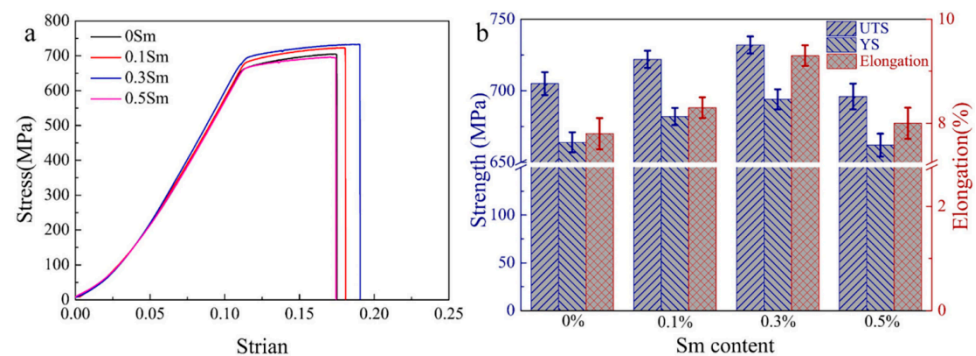 a
800
700
600
500
400
300
200
100
0
Stress(MPa)
0Sm
0.1Sm
0.3Sm
0.5Sm
0.00 0.05 0.10 0.15 0.20 0.25
Strian
b
750
700
650
100
50
0
Strength (MPa)
UTS
YS
Elongation
10
8
2
0
Elongation(%)
0% 0.1% 0.3% 0.5%
Sm content